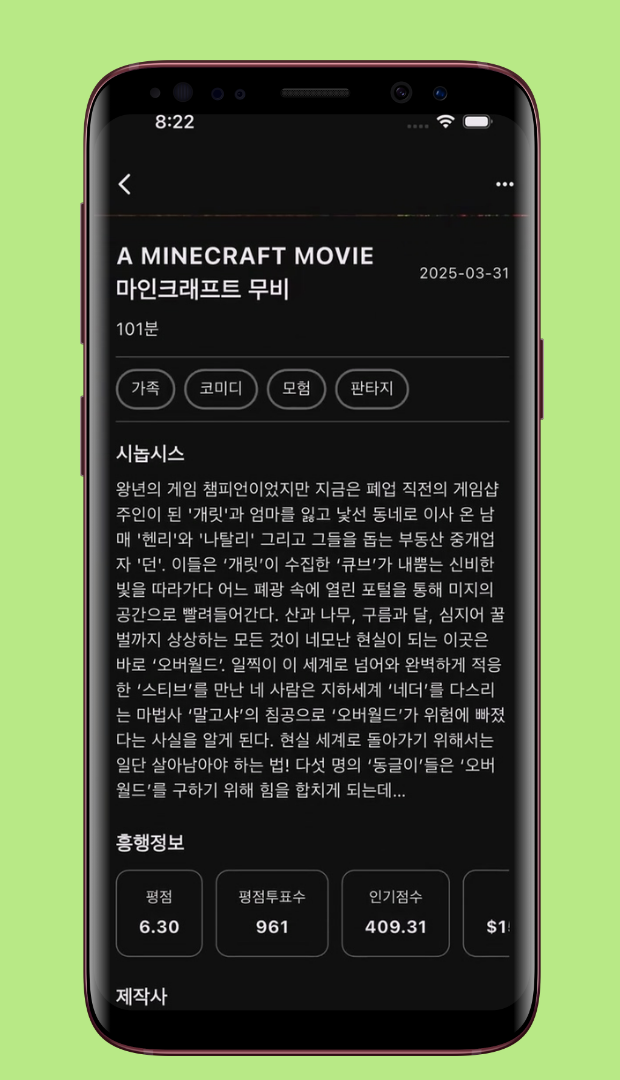 8:22
A MINECRAFT MOVIE
마인크래프트 무비
2025-03-31
101분
가족 코미디 모험 판타지
시놉시스
왕년의 게임 챔피언이었지만 지금은 폐업 직전의 게임샵
주인이 된 '개릿'과 엄마를 잃고 낯선 동네로 이사 온 남
매 '헨리'와 '나탈리' 그리고 그들을 돕는 부동산 중개업
자 '던'. 이들은 ‘개릿’이 수집한 ‘큐브’가 내뿜는 신비한
빛을 따라가다 어느 폐광 속에 열린 포털을 통해 미지의
공간으로 빨려들어간다. 산과 나무, 구름과 달, 심지어 꿀
벌까지 상상하는 모든 것이 네모난 현실이 되는 이곳은
바로 ‘오버월드’. 일찍이 이 세계로 넘어와 완벽하게 적응
한 ‘스티브’를 만난 네 사람은 지하세계 ‘네더’를 다스리
는 마법사 ‘말고샤’의 침공으로 ‘오버월드’가 위험에 빠졌
다는 사실을 알게 된다. 현실 세계로 돌아가기 위해서는
일단 살아남아야 하는 법! 다섯 명의 ‘동글이’들은 ‘오버
월드’를 구하기 위해 힘을 합치게 되는데...
흥행정보
평점 평점투표수 인기점수
6.30 961 409.31
제작사